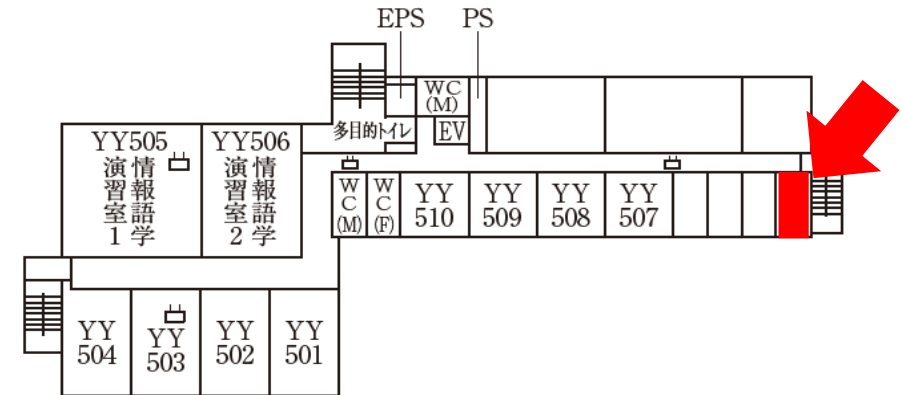 EPS PS
WC
(M)
多目的トイレ EV
YY505
情報語学
演習室1
YY506
情報語学
演習室2
WC(M)
WC(F)
YY
510
YY
509
YY
508
YY
507
YY
504
YY
503
YY
502
YY
501